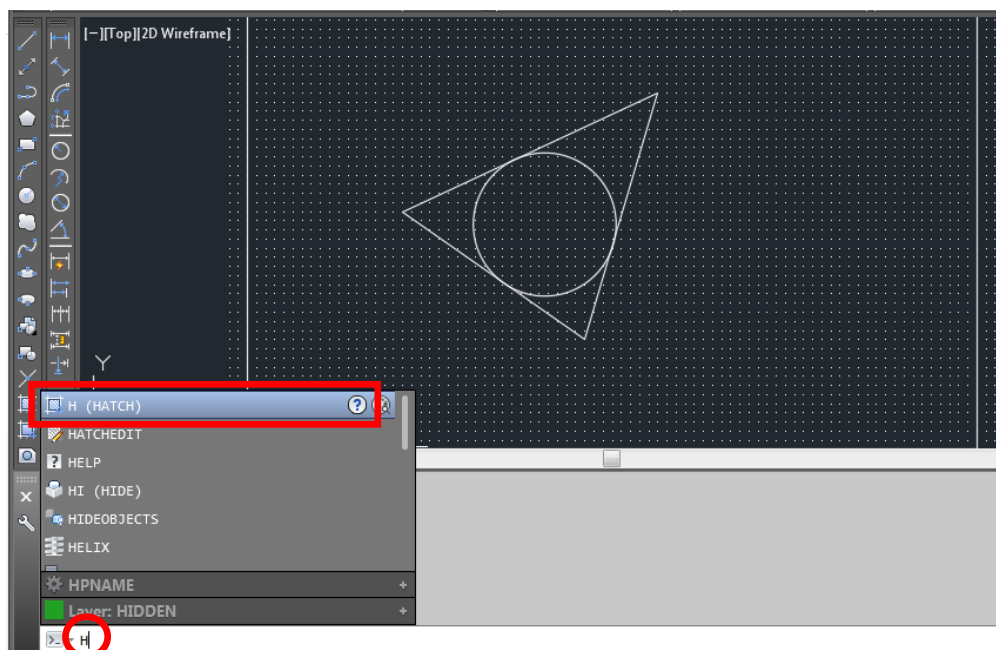 [−][Top][2D Wireframe]
Y
H (HATCH)
HATCHEDIT
HELP
HI (HIDE)
HIDEOBJECTS
HELIX
HPNAME
Layer: HIDDEN
H